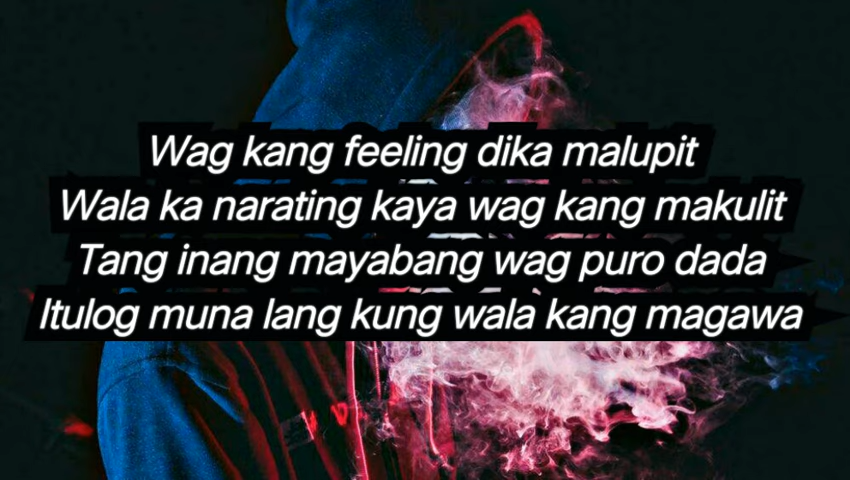 Wag kang feeling dika malupit
Wala ka narating kaya wag kang makulit
Tang inang mayabang wag puro dada
Itulog muna lang kung wala kang magawa